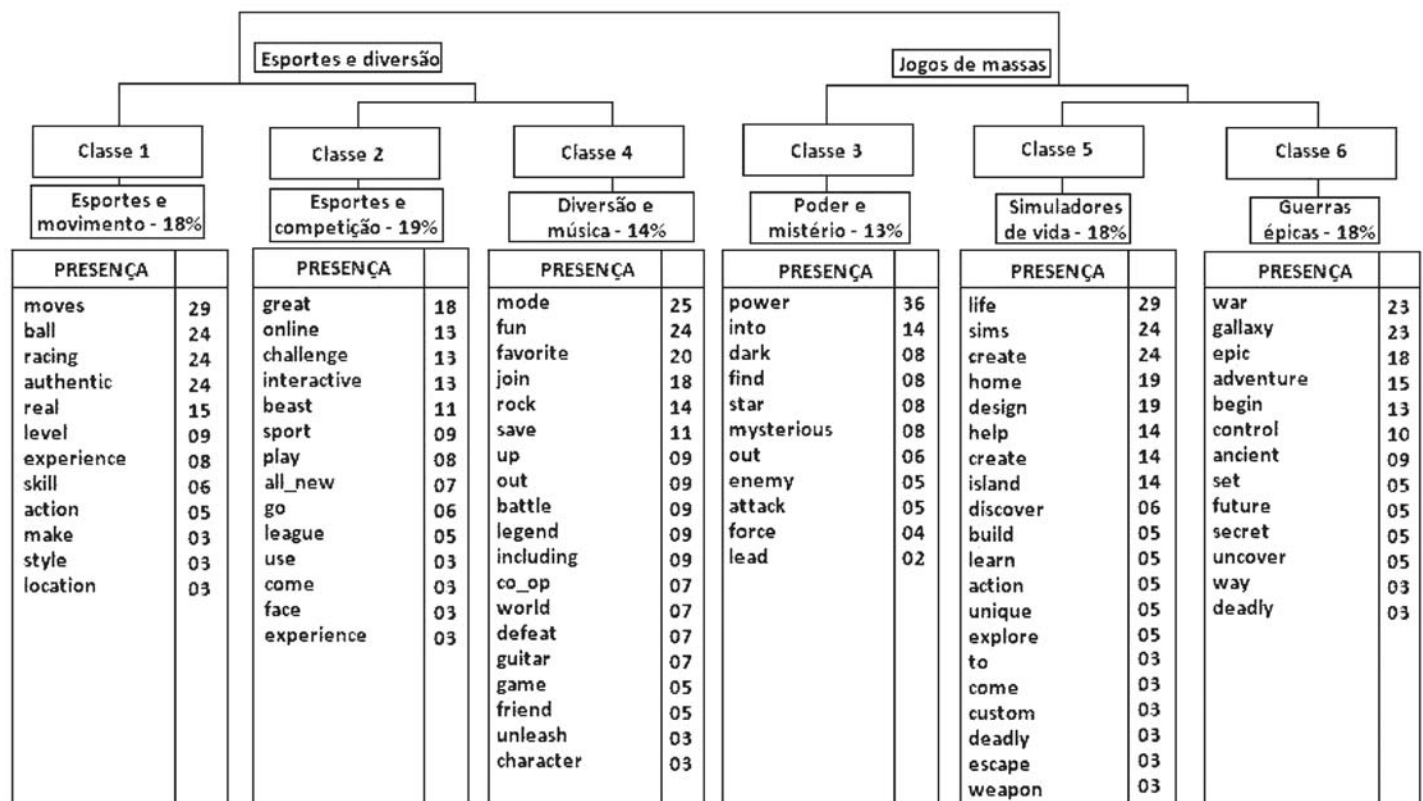 Esportes e diversão
Jogos de massas
Classe 1
Classe 2
Classe 4
Classe 3
Classe 5
Classe 6
Esportes e
movimento - 18%
Esportes e
competição - 19%
Diversão e
música - 14%
Poder e
mistério - 13%
Simuladores
de vida - 18%
Guerras
épicas - 18%
PRESENÇA
moves 29
ball 24
racing 24
authentic 24
real 15
level 09
experience 08
skill 06
action 05
make 03
style 03
location 03
PRESENÇA
great 18
online 13
challenge 13
interactive 13
beast 11
sport 09
play 08
all_new 07
go 06
league 05
use 03
come 03
face 03
experience 03
PRESENÇA
mode 25
fun 24
favorite 20
join 18
rock 14
save 11
up 09
out 09
battle 09
legend 09
including 09
co_op 07
world 07
defeat 07
guitar 07
game 05
friend 05
unleash 03
character 03
PRESENÇA
power 36
into 14
dark 08
find 08
star 08
mysterious 08
out 06
enemy 05
attack 05
force 04
lead 02
PRESENÇA
life 29
sims 24
create 24
home 19
design 19
help 14
create 14
island 14
discover 06
build 05
learn 05
action 05
unique 05
explore 05
to 03
come 03
custom 03
deadly 03
escape 03
weapon 03
PRESENÇA
war 23
gallaxy 23
epic 18
adventure 15
begin 13
control 10
ancient 09
set 05
future 05
secret 05
uncover 05
way 03
deadly 03